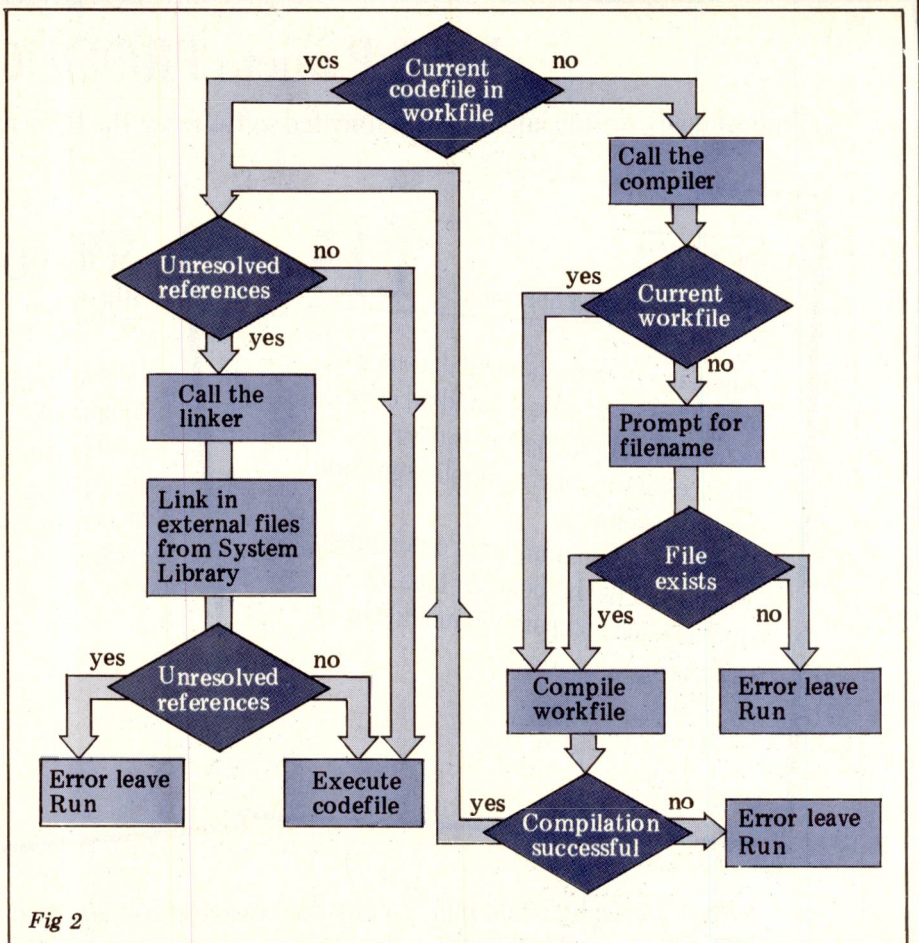 yes
no
Current
codefile in
workfile
Call the
compiler
Unresolved
references
no
yes
yes
Current
workfile
no
Call the
linker
Prompt for
filename
Link in
external files
from System
Library
File
exists
yes
no
yes
Unresolved
references
no
Compile
workfile
Error leave
Run
Error leave
Run
Execute
codefile
yes
Compilation
successful
no
Error leave
Run
Fig 2